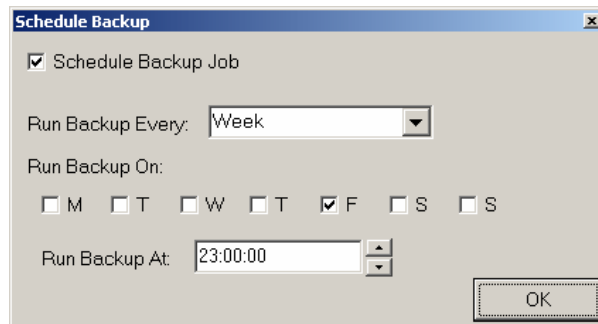 Schedule Backup
Schedule Backup Job
Run Backup Every: Week
Run Backup On:
M T W T F S S
Run Backup At: 23:00:00
OK